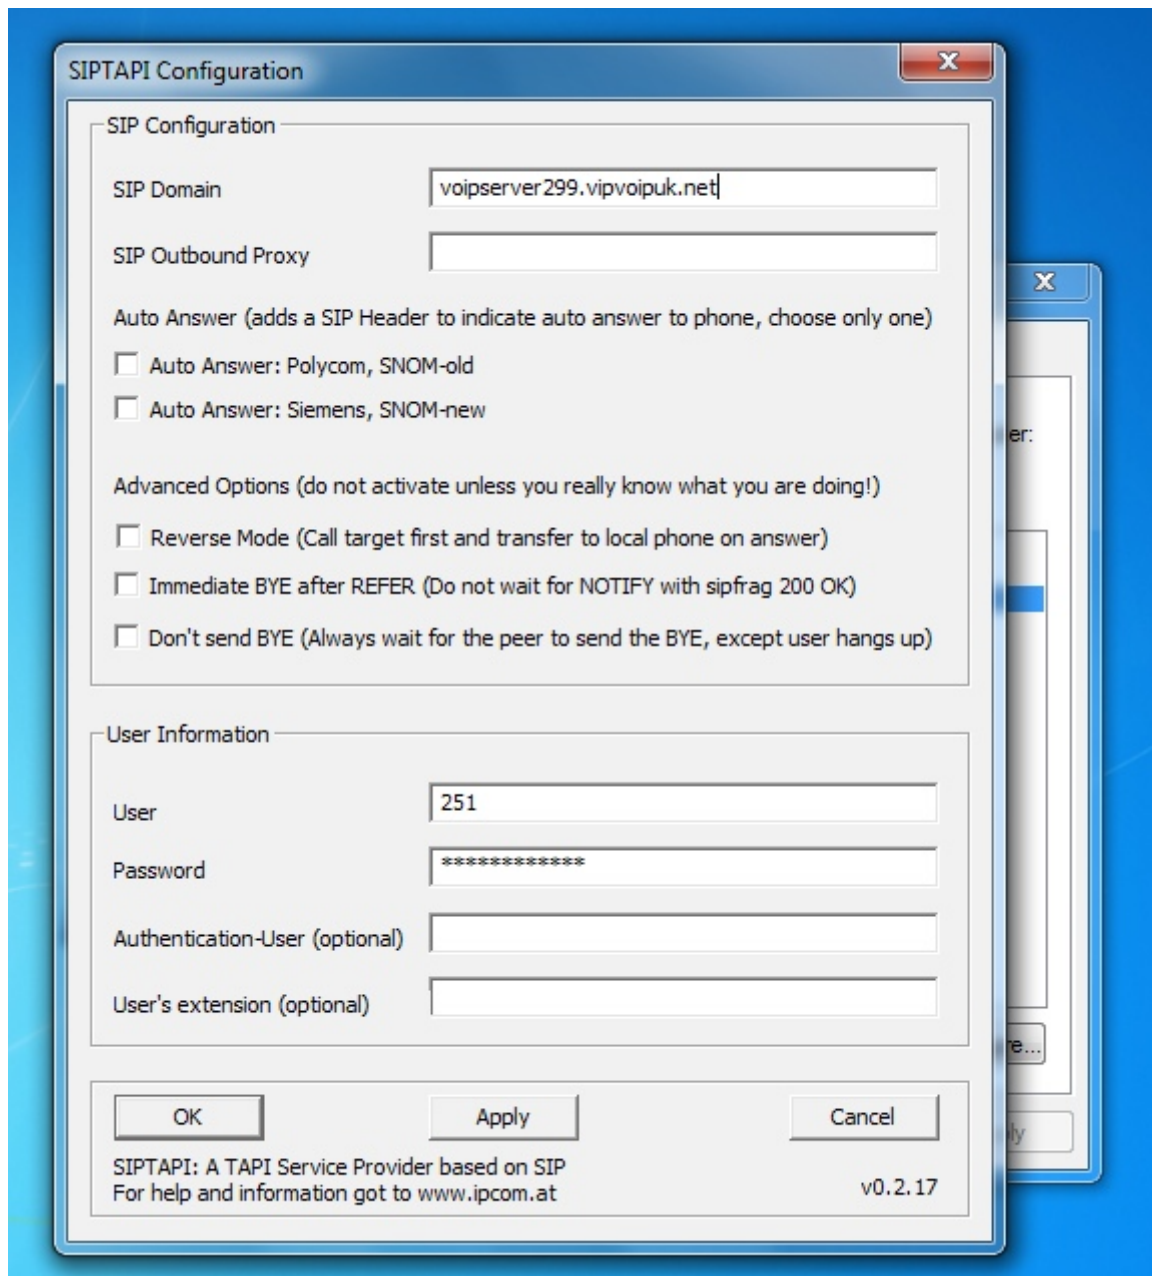 SIPTAPI Configuration
SIP Configuration
SIP Domain
voipserver299.vipvoipuk.net
SIP Outbound Proxy
Auto Answer (adds a SIP Header to indicate auto answer to phone, choose only one)
Auto Answer: Polycom, SNOM-old
Auto Answer: Siemens, SNOM-new
er:
Advanced Options (do not activate unless you really know what you are doing!)
Reverse Mode (Call target first and transfer to local phone on answer)
Immediate BYE after REFER (Do not wait for NOTIFY with sipfrag 200 OK)
Don't send BYE (Always wait for the peer to send the BYE, except user hangs up)
User Information
User
251
Password
************
Authentication-User (optional)
User's extension (optional)
re...
OK
Apply
Cancel
ly
SIPTAPI: A TAPI Service Provider based on SIP
For help and information got to www.ipcom.at
v0.2.17